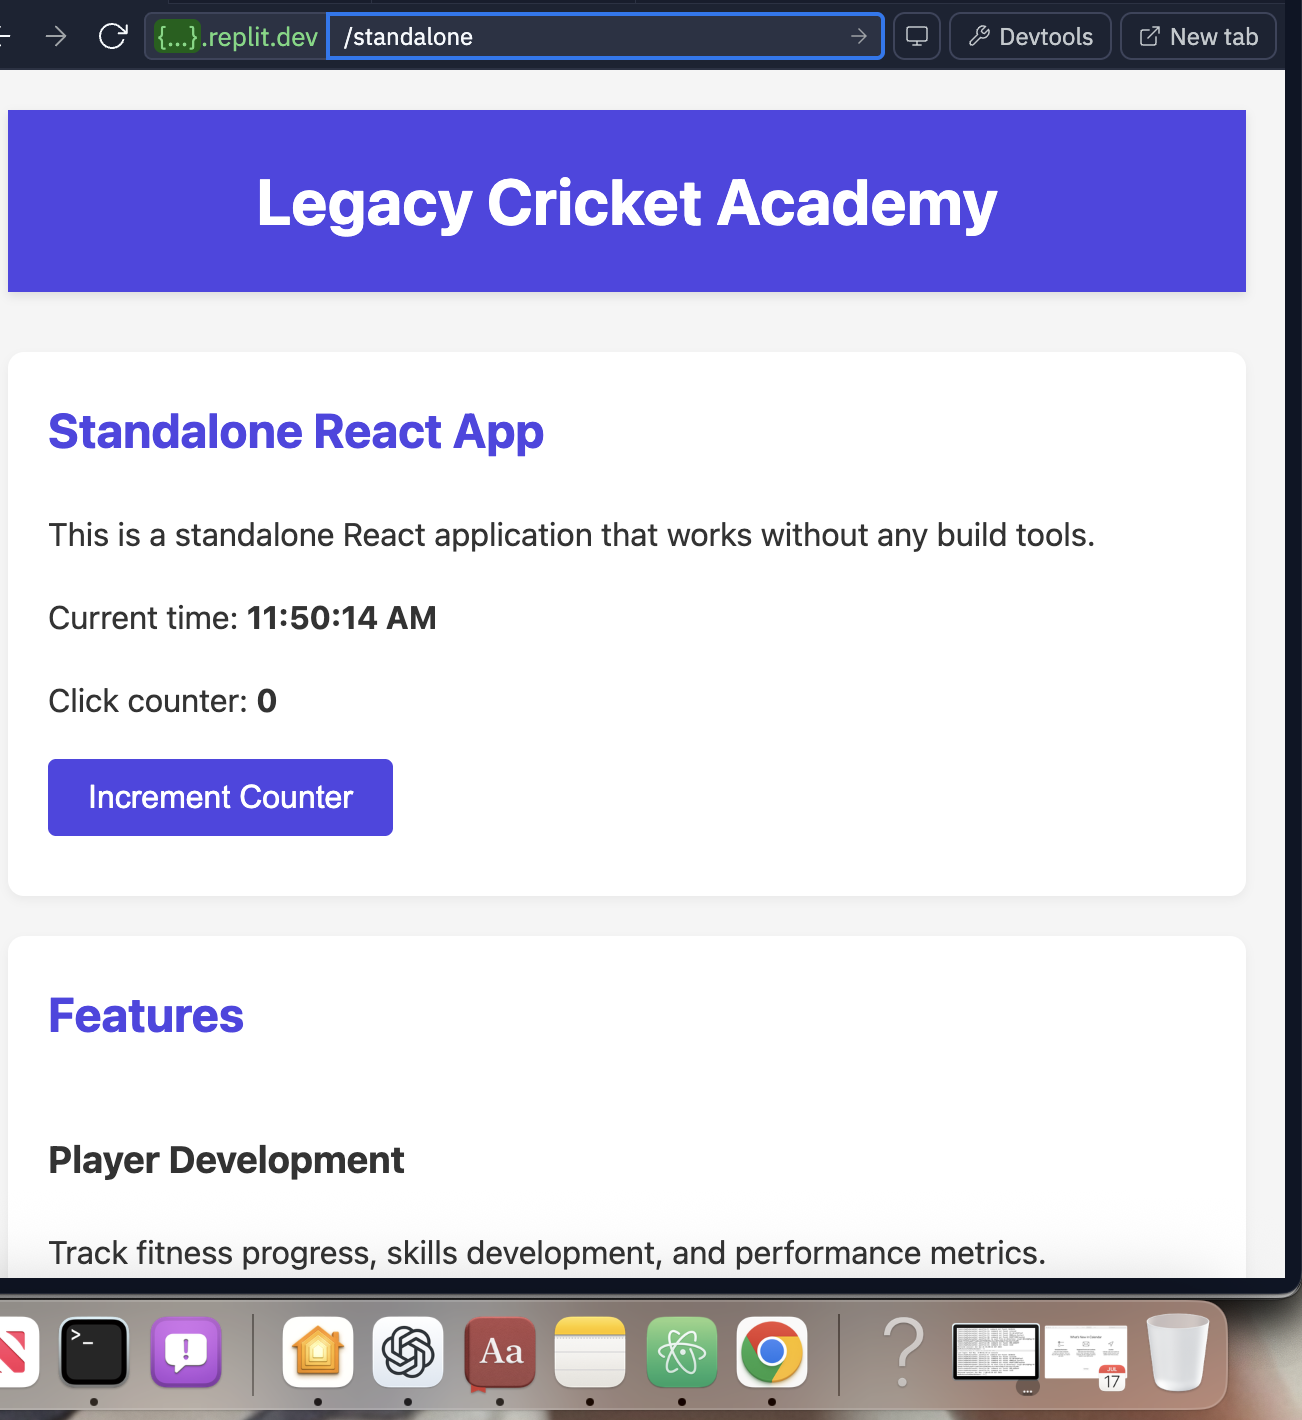 {...}.replit.dev /standalone Devtools New tab
Legacy Cricket Academy
Standalone React App
This is a standalone React application that works without any build tools.
Current time: 11:50:14 AM
Click counter: 0
Increment Counter
Features
Player Development
Track fitness progress, skills development, and performance metrics.
>_
!
Aa
?
JUL
17